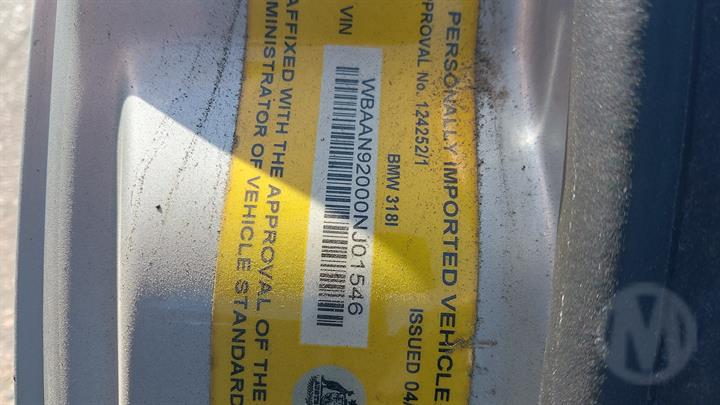 PERSONALLY IMPORTED VEHICLE
PPROVAL No. 124252/1
ISSUED 04/
BMW 318I
WBAAN92000NJ01546
VIN
AFFIXED WITH THE APPROVAL OF THE
MINISTRATOR OF VEHICLE STANDARD
M